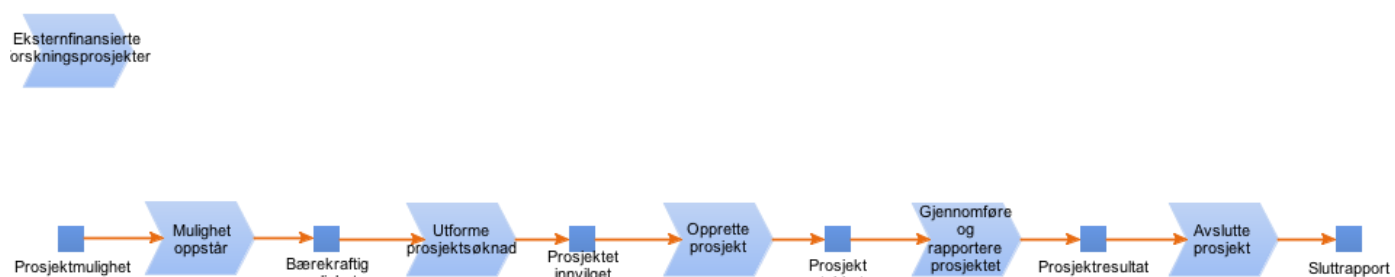 Eksternfinansierte
orskningsprosjekter
Prosjektmulighet
Mulighet
oppstår
Bærekraftig
Utforme
prosjektsøknad
Prosjektet
innvilget
Opprette
prosjekt
Prosjekt
Gjennomføre
og
rapportere
prosjektet
Prosjektresultat
Avslutte
prosjekt
Sluttrapport